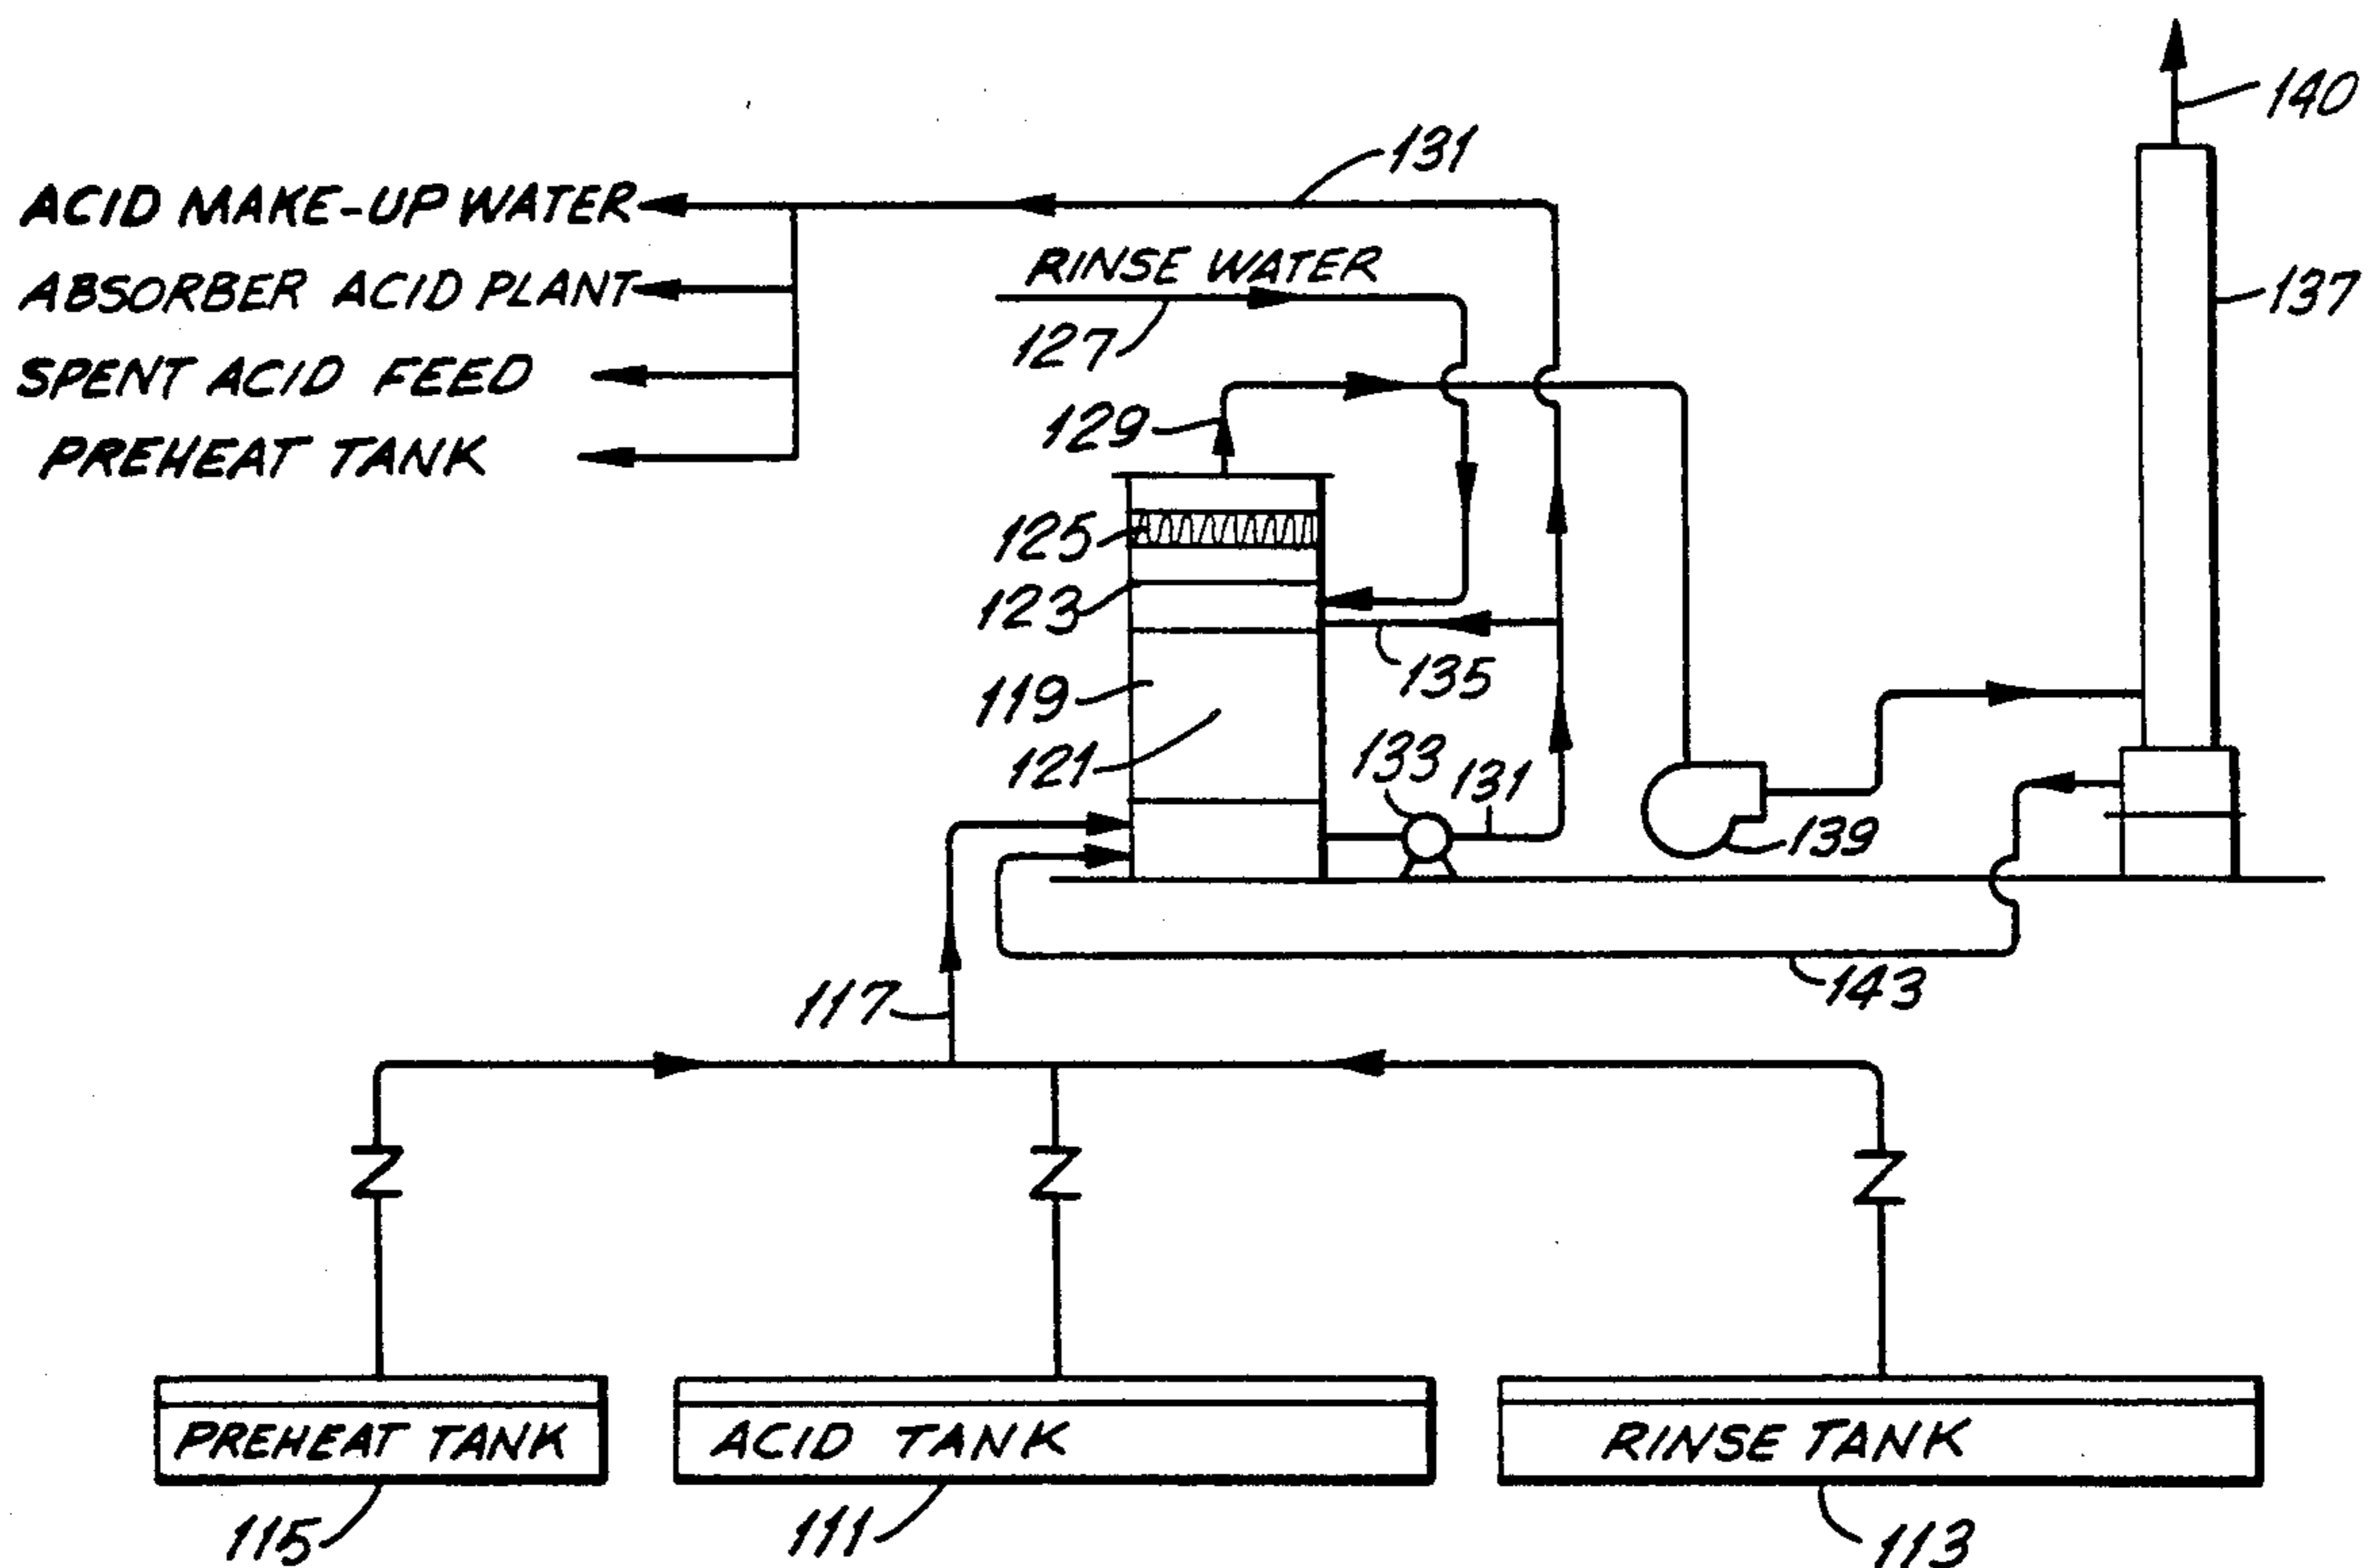 140
131
ACID MAKE-UP WATER
RINSE WATER
137
ABSORBER ACID PLANT
127
SPENT ACID FEED
129
PREHEAT TANK
125
123
135
119
121
133
131
139
143
117
PREHEAT TANK
ACID TANK
RINSE TANK
115
111
113